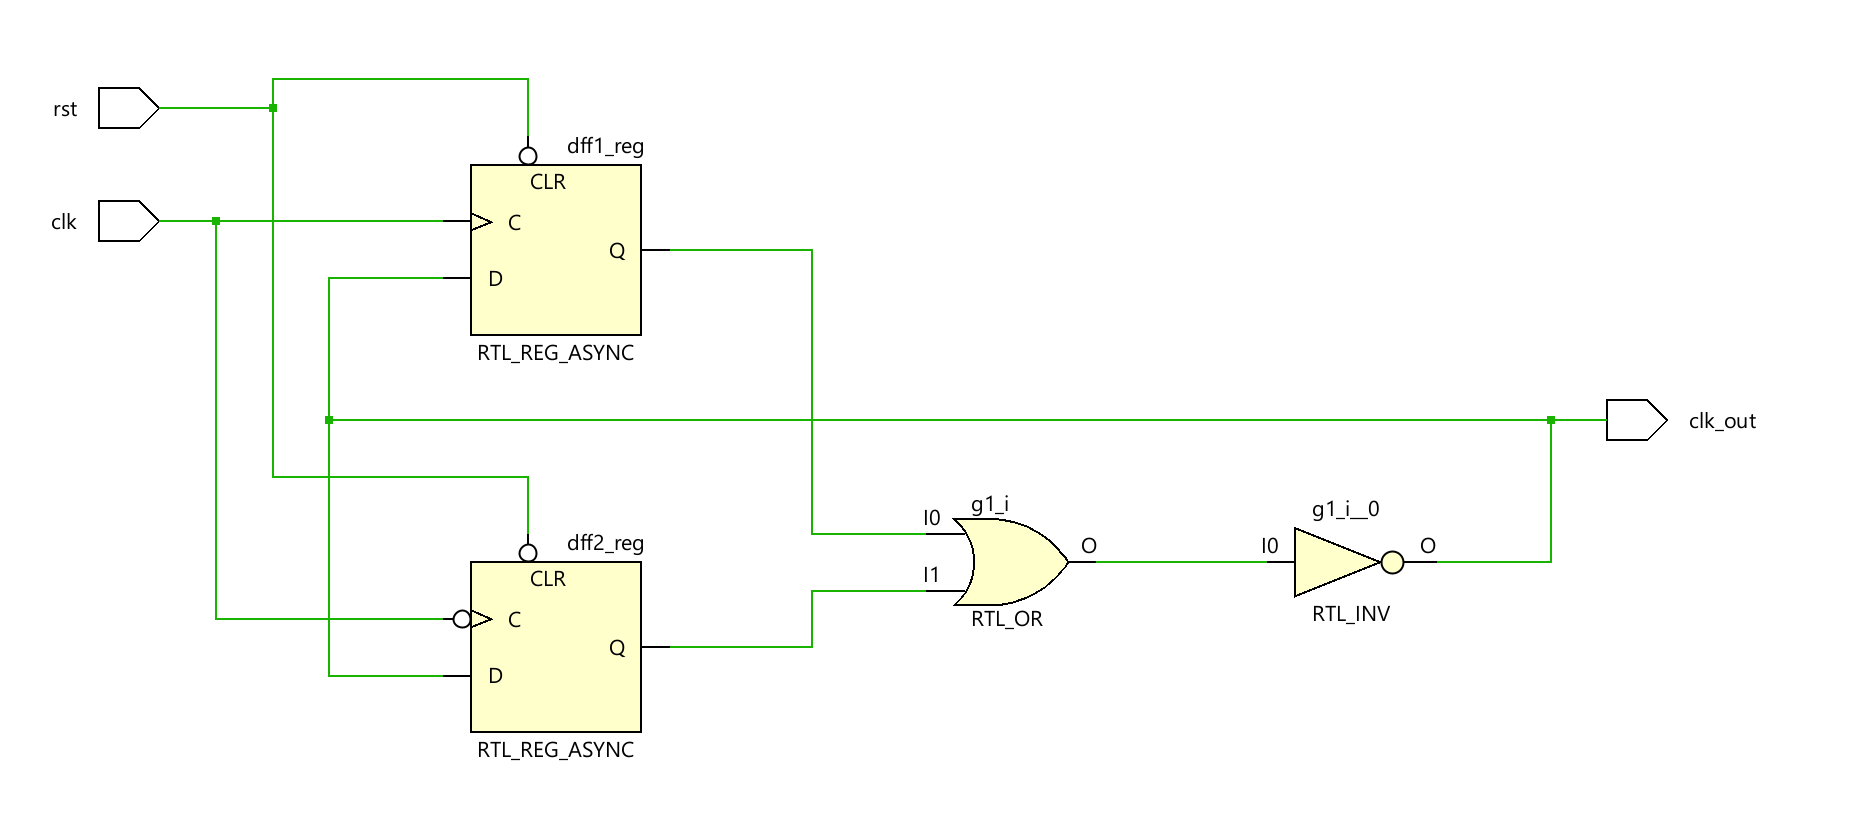 rst
dff1_reg
CLR
clk
C
Q
D
RTL_REG_ASYNC
clk_out
g1_i
g1_i__0
I0
dff2_reg
O
I0
O
CLR
I1
C
RTL_OR
RTL_INV
Q
D
RTL_REG_ASYNC